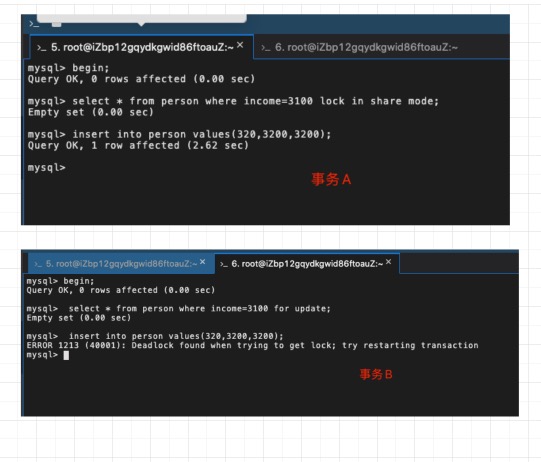 >_ 5. root@iZbp12gqydkgwid86ftoauZ:~ × >_ 6. root@iZbp12gqydkgwid86ftoauZ:~
mysql> begin;
Query OK, 0 rows affected (0.00 sec)
mysql> select * from person where income=3100 lock in share mode;
Empty set (0.00 sec)
mysql> insert into person values(320,3200,3200);
Query OK, 1 row affected (2.62 sec)
mysql>
事务A
>_ 5. root@iZbp12gqydkgwid86ftoauZ:~ × >_ 6. root@iZbp12gqydkgwid86ftoauZ:~ ×
mysql> begin;
Query OK, 0 rows affected (0.00 sec)
mysql>  select * from person where income=3100 for update;
Empty set (0.00 sec)
mysql>  insert into person values(320,3200,3200);
ERROR 1213 (40001): Deadlock found when trying to get lock; try restarting transaction
mysql>
事务B